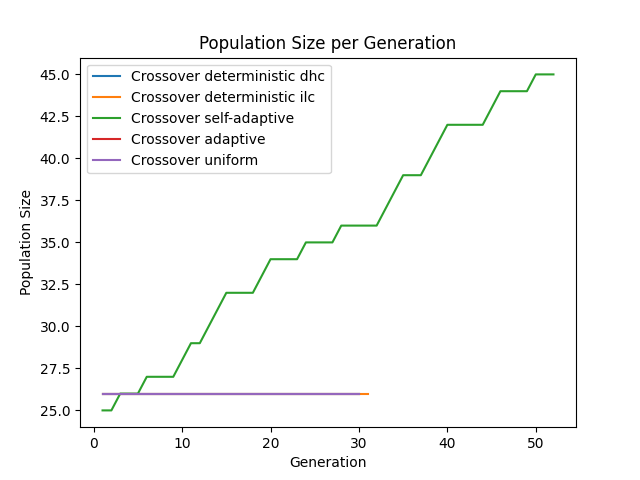 Population Size per Generation
Crossover deterministic dhc
Crossover deterministic ilc
Crossover self-adaptive
Crossover adaptive
Crossover uniform
Population Size
45.0
42.5
40.0
37.5
35.0
32.5
30.0
27.5
25.0
0 10 20 30 40 50
Generation